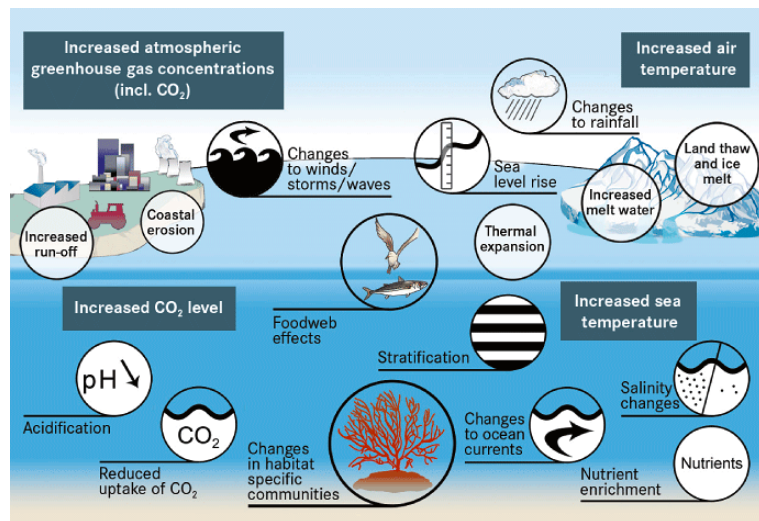 Increased atmospheric
greenhouse gas concentrations
(incl. CO₂)
Increased air
temperature
Changes
to rainfall
Changes
to winds/
storms/waves
Sea
level rise
Land thaw
and ice
melt
Increased
melt water
Coastal
erosion
Increased
run-off
Thermal
expansion
Foodweb
effects
Increased CO₂ level
Increased sea
temperature
Stratification
pH
Acidification
CO₂
Reduced
uptake of CO₂
Changes
in habitat
specific
communities
Changes
to ocean
currents
Salinity
changes
Nutrients
Nutrient
enrichment